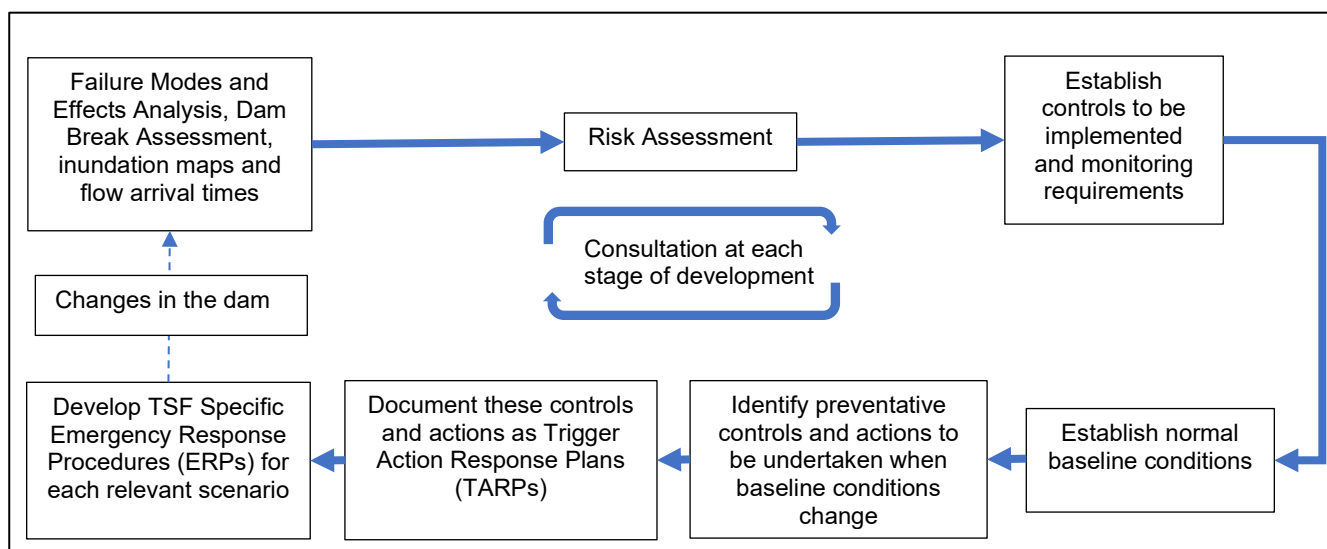 Failure Modes and
Effects Analysis, Dam
Break Assessment,
inundation maps and
flow arrival times
Risk Assessment
Establish
controls to be
implemented
and monitoring
requirements
Consultation at each
stage of development
Changes in the dam
Develop TSF Specific
Emergency Response
Procedures (ERPs) for
each relevant scenario
Document these controls
and actions as Trigger
Action Response Plans
(TARPs)
Identify preventative
controls and actions to
be undertaken when
baseline conditions
change
Establish normal
baseline conditions